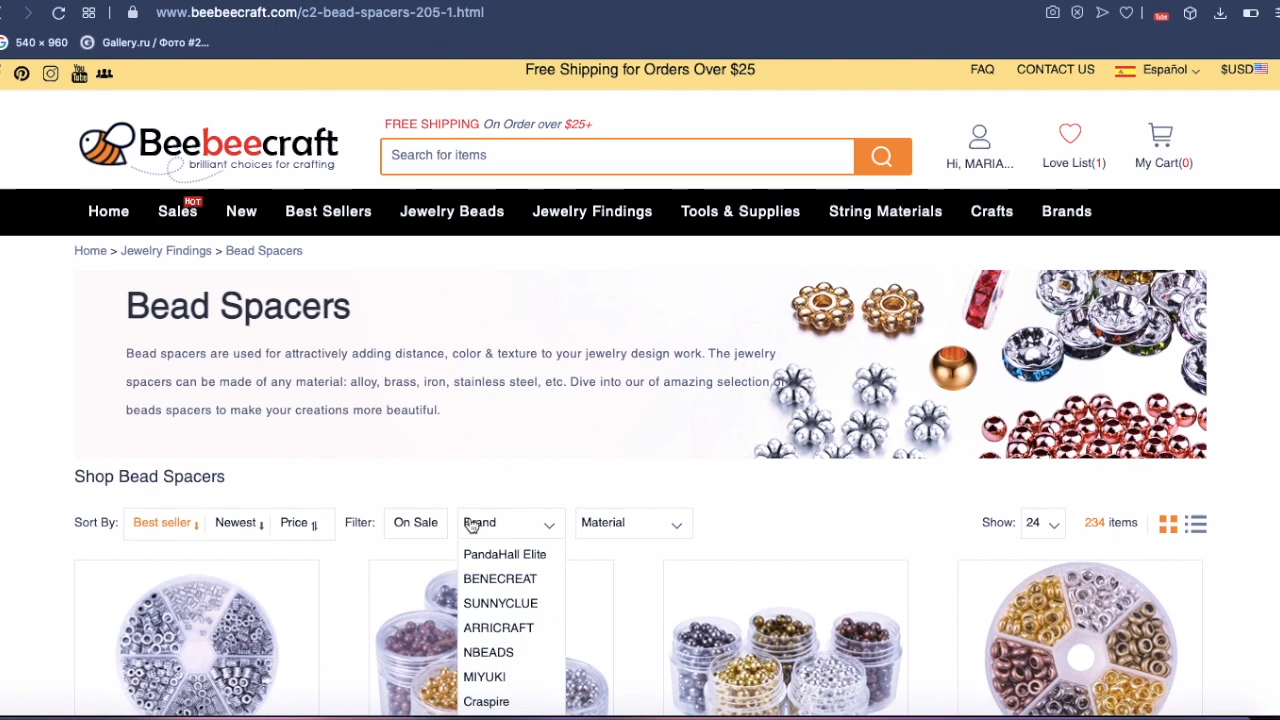 www.beebeecraft.com/c2-bead-spacers-205-1.html
540 × 960 Gallery.ru / Фото #2...
Free Shipping for Orders Over $25 FAQ CONTACT US Español $USD
FREE SHIPPING On Order over $25+
Beebeecraft
brilliant choices for crafting
Search for items
Hi, MARIA... Love List(1) My Cart(0)
HOT
Home Sales New Best Sellers Jewelry Beads Jewelry Findings Tools & Supplies String Materials Crafts Brands
Home > Jewelry Findings > Bead Spacers
Bead Spacers
Bead spacers are used for attractively adding distance, color & texture to your jewelry design work. The jewelry
spacers can be made of any material: alloy, brass, iron, stainless steel, etc. Dive into our of amazing selection of
beads spacers to make your creations more beautiful.
Shop Bead Spacers
Sort By: Best seller Newest Price Filter: On Sale Brand Material Show: 24 234 items
PandaHall Elite
BENECREAT
SUNNYCLUE
ARRICRAFT
NBEADS
MIYUKI
Craspire